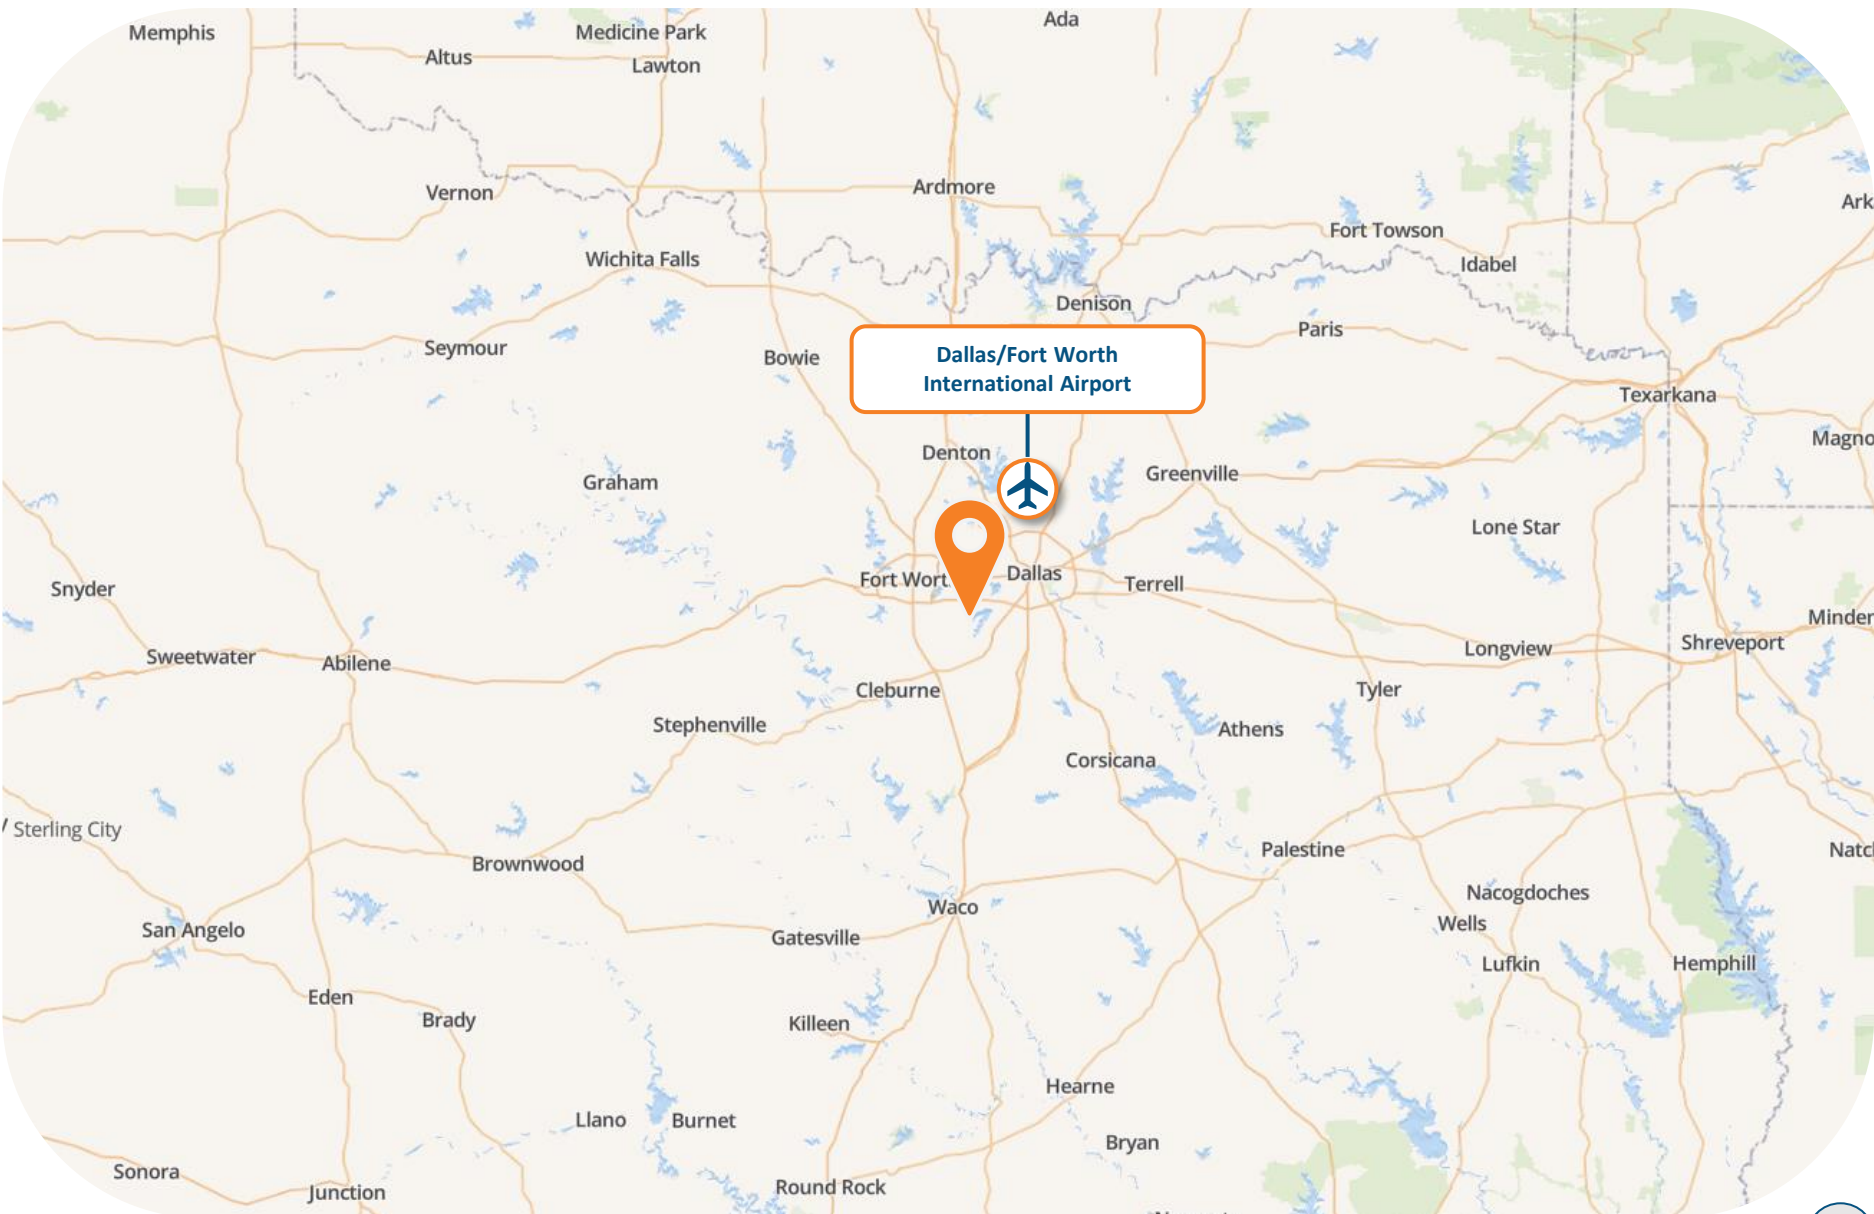 Memphis
Altus
Medicine Park
Lawton
Ada
Vernon
Ardmore
Ark
Wichita Falls
Fort Towson
Idabel
Denison
Seymour
Bowie
Paris
Dallas/Fort Worth
International Airport
Texarkana
Magno
Denton
Graham
Greenville
Lone Star
Snyder
Fort Wort
Dallas
Terrell
Minden
Sweetwater
Abilene
Longview
Shreveport
Cleburne
Tyler
Stephenville
Athens
Corsicana
Sterling City
Brownwood
Palestine
Natc
Nacogdoches
San Angelo
Waco
Wells
Gatesville
Lufkin
Hemphill
Eden
Brady
Killeen
Hearne
Llano
Burnet
Bryan
Sonora
Junction
Round Rock